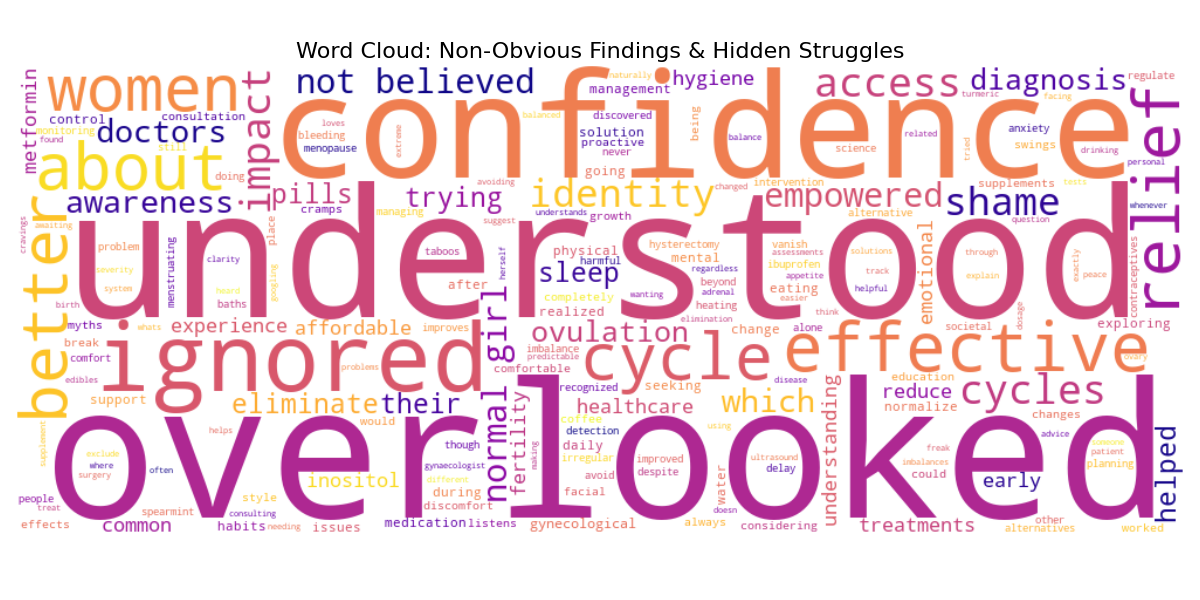 Word Cloud: Non-Obvious Findings & Hidden Struggles
women
not believed
naturally
management
hygiene
access
diagnosis
regulate
metformin
control
consultation
monitoring
found
doctors
still
impact
confidence
loves
bleeding
menopause
extreme
balanced
discovered
solution
proactive
never
going
being
turmeric
facing
science
balance
related
tried
anxiety
swings
drinking
personal
relief
about
doing
pills
cramps
trying
avoiding
identity
changed
intervention
empowered
supplements
tests
shame
whenever
awareness
better
cravings
awaiting
problem
severity
system
birth
menstruating
clarity
heard
baths
place
googling
managing
suggest
understands
growth
alternative
question
understood
taboos
after
herself
physical
harmful
sleep
completely
realized
hysterectomy
mental
regardless
beyond
adrenal
heating
wanting
elimination
vanish
assessments
ibuprofen
appetite
eating
easier
think
solutions
track
helpful
emotional
through
explain
exactly
peace
dosage
contraceptives
exploring
societal
myths
whats
break
comfort
edibles
support
experience
affordable
improves
ignored
problems
normal girl
ovulation
imbalance
predictable
comfortable
cycle
change
alone
effective
ovary
eliminate
their
recognized
seeking
disease
which
education
reduce
normalize
cycles
changes
healthcare
understanding
would
fertility
coffee
detection
daily
irregular
avoid
facial
improved
despite
using
water
ultrasound
delay
freak
imbalances
could
advice
early
someone
patient
planning
helped
overlooked
supplement
exclude
where
surgery
often
helps
though
gynaecologist
different
during
discomfort
making
inositol
style
consulting
people
treat
effects
spearmint
common
habits
needing
issues
medication
listens
gynecological
always
doesn
considering
treatments
other
alternatives
worked